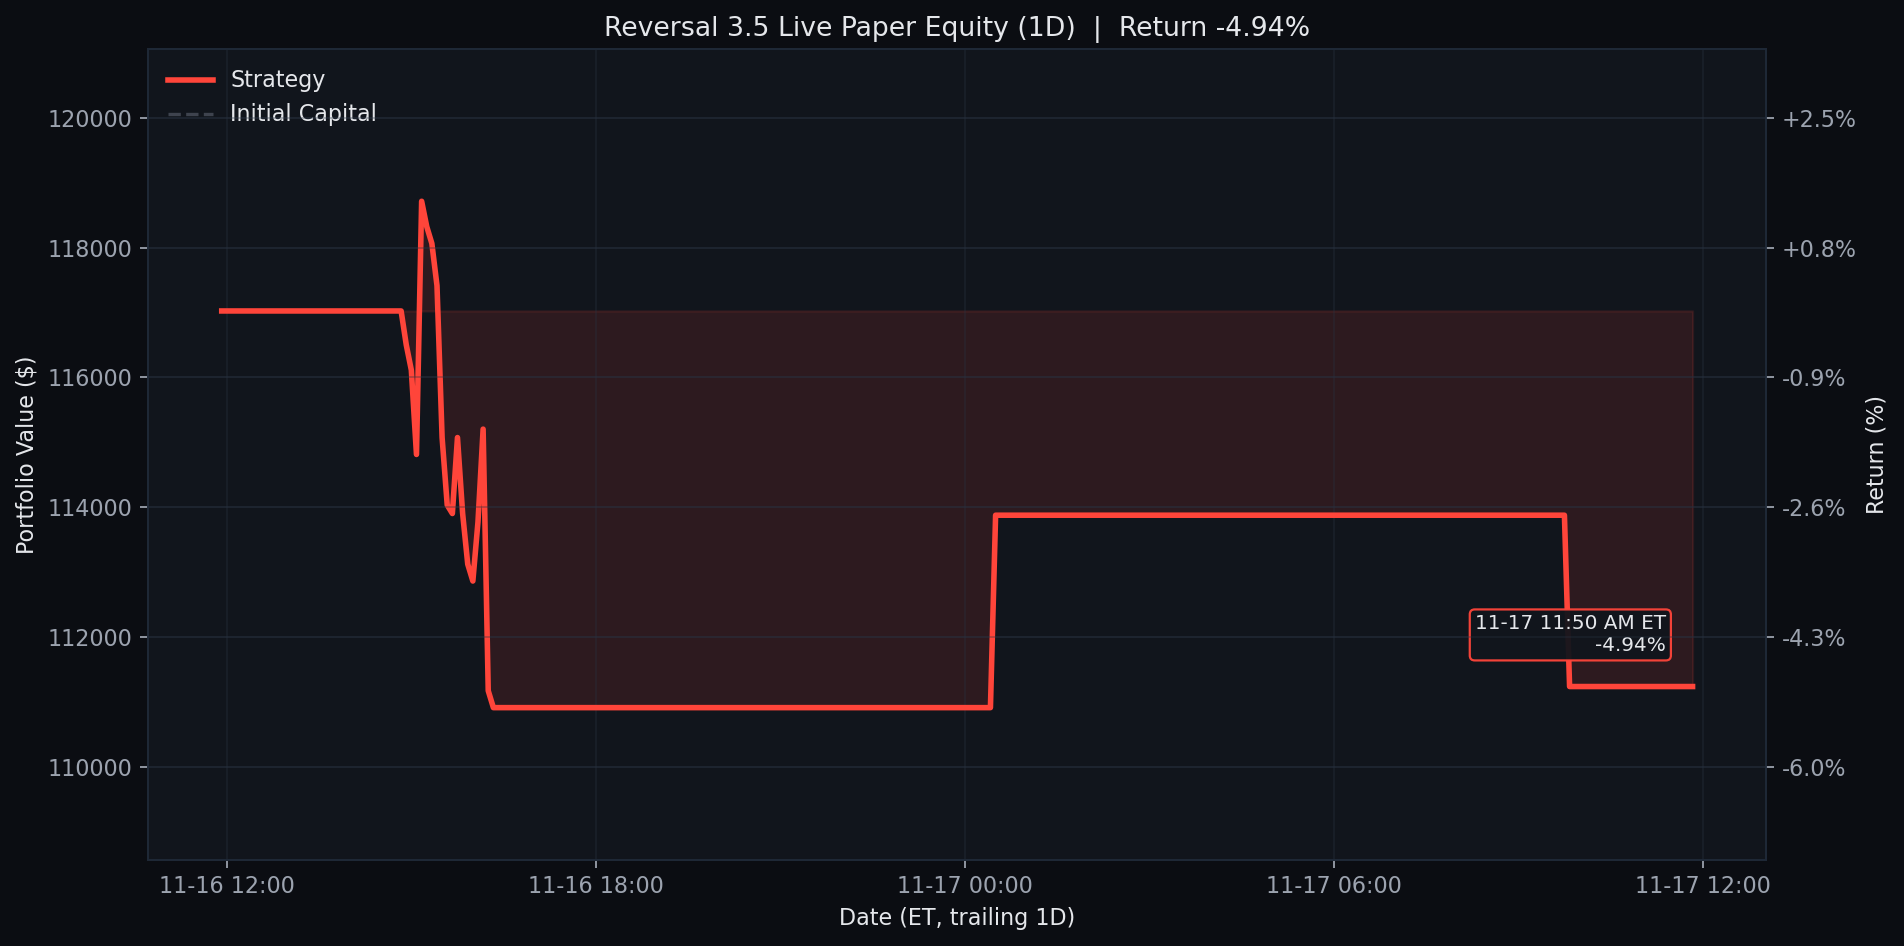 Reversal 3.5 Live Paper Equity (1D)  |  Return -4.94%
Strategy
Initial Capital
Portfolio Value ($)
120000
118000
116000
114000
112000
110000
+2.5%
+0.8%
-0.9%
-2.6%
-4.3%
-6.0%
Return (%)
11-17 11:50 AM ET
-4.94%
11-16 12:00
11-16 18:00
11-17 00:00
11-17 06:00
11-17 12:00
Date (ET, trailing 1D)